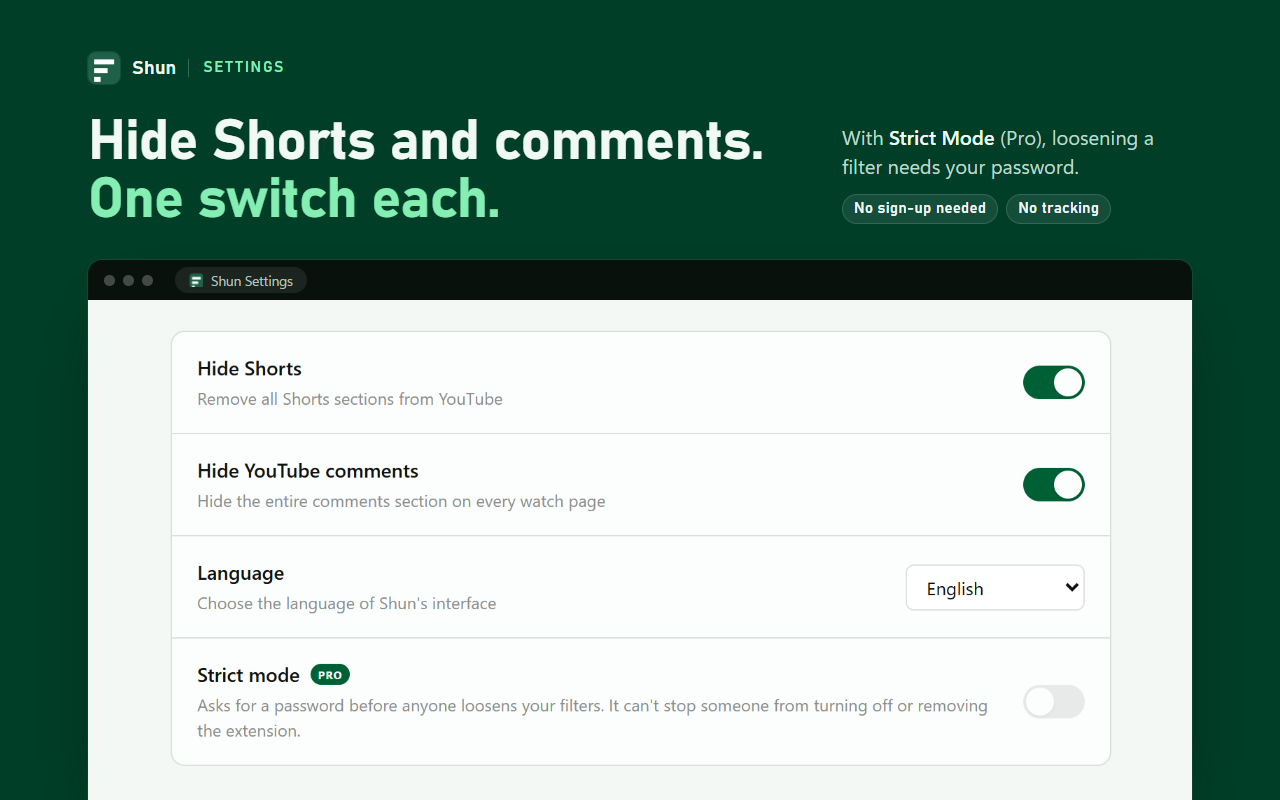 Shun
SETTINGS
Hide Shorts and comments.
One switch each.
With Strict Mode (Pro), loosening a
filter needs your password.
No sign-up needed
No tracking
Shun Settings
Hide Shorts
Remove all Shorts sections from YouTube
Hide YouTube comments
Hide the entire comments section on every watch page
Language
Choose the language of Shun's interface
English
Strict mode PRO
Asks for a password before anyone loosens your filters. It can't stop someone from turning off or removing
the extension.